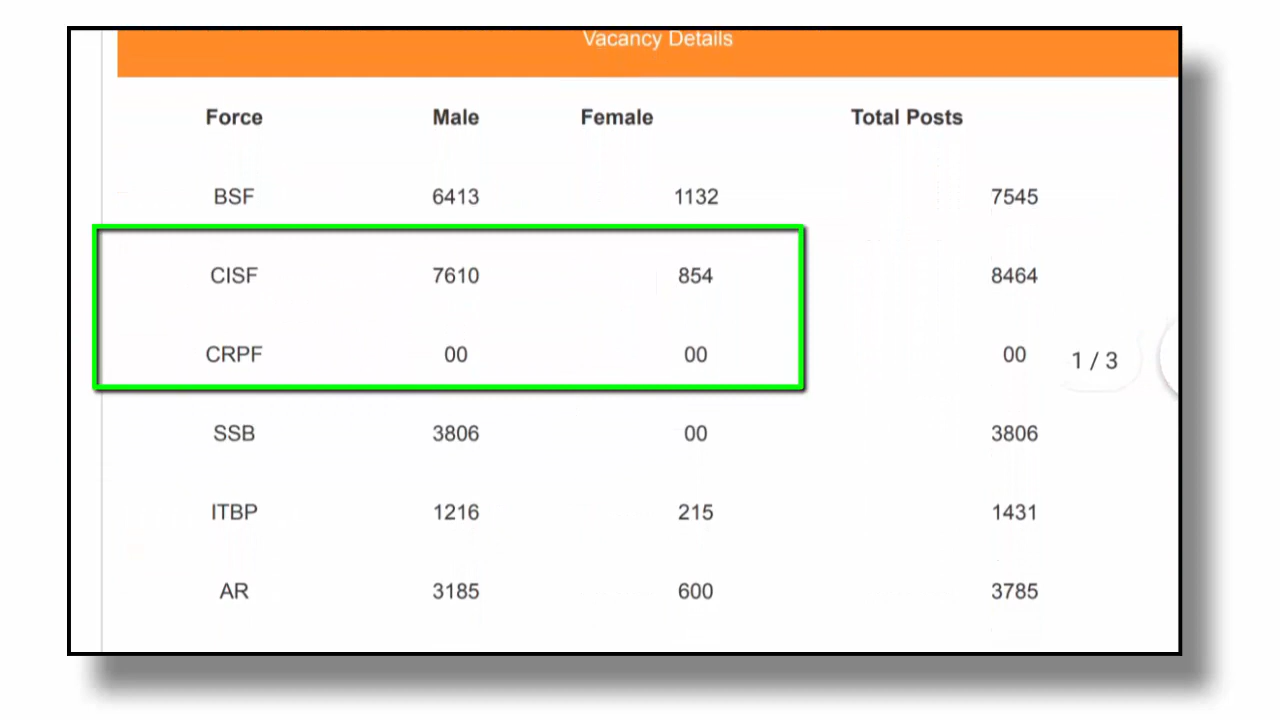 Vacancy Details
Force Male Female Total Posts
BSF 6413 1132 7545
CISF 7610 854 8464
CRPF 00 00 00
1 / 3
SSB 3806 00 3806
ITBP 1216 215 1431
AR 3185 600 3785